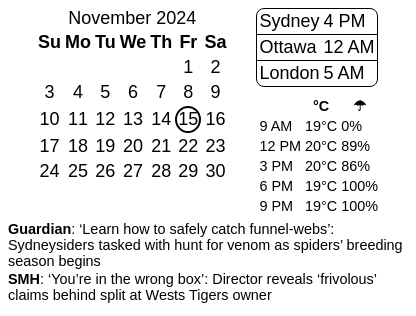 November 2024
Su Mo Tu We Th Fr Sa
1 2
3 4 5 6 7 8 9
10 11 12 13 14 15 16
17 18 19 20 21 22 23
24 25 26 27 28 29 30
Sydney 4 PM
Ottawa 12 AM
London 5 AM
°C ☂
9 AM 19°C 0%
12 PM 20°C 89%
3 PM 20°C 86%
6 PM 19°C 100%
9 PM 19°C 100%
Guardian: ‘Learn how to safely catch funnel-webs’:
Sydneysiders tasked with hunt for venom as spiders’ breeding
season begins
SMH: ‘You’re in the wrong box’: Director reveals ‘frivolous’
claims behind split at Wests Tigers owner